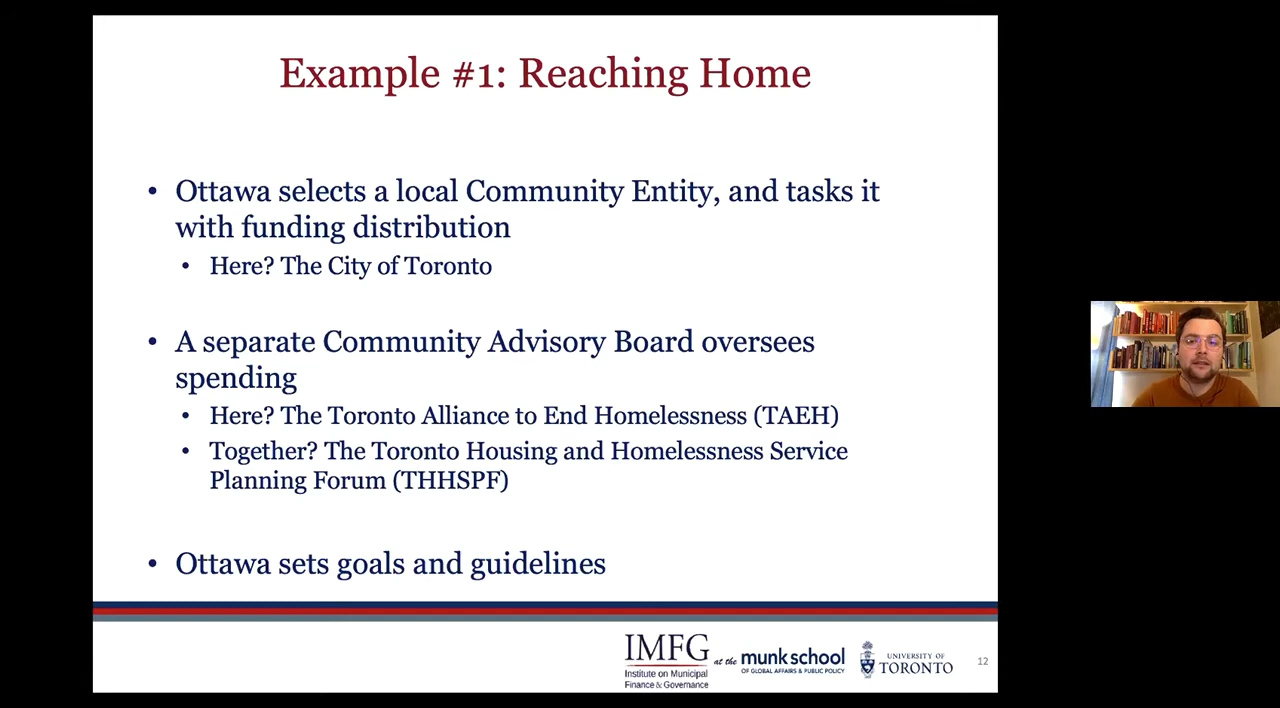 Example #1: Reaching Home
• Ottawa selects a local Community Entity, and tasks it
with funding distribution
• Here? The City of Toronto
• A separate Community Advisory Board oversees
spending
• Here? The Toronto Alliance to End Homelessness (TAEH)
• Together? The Toronto Housing and Homelessness Service
Planning Forum (THHSPF)
• Ottawa sets goals and guidelines
IMFG
Institute on Municipal
Finance & Governance
at the munk school
OF GLOBAL AFFAIRS & PUBLIC POLICY
UNIVERSITY OF
TORONTO
12